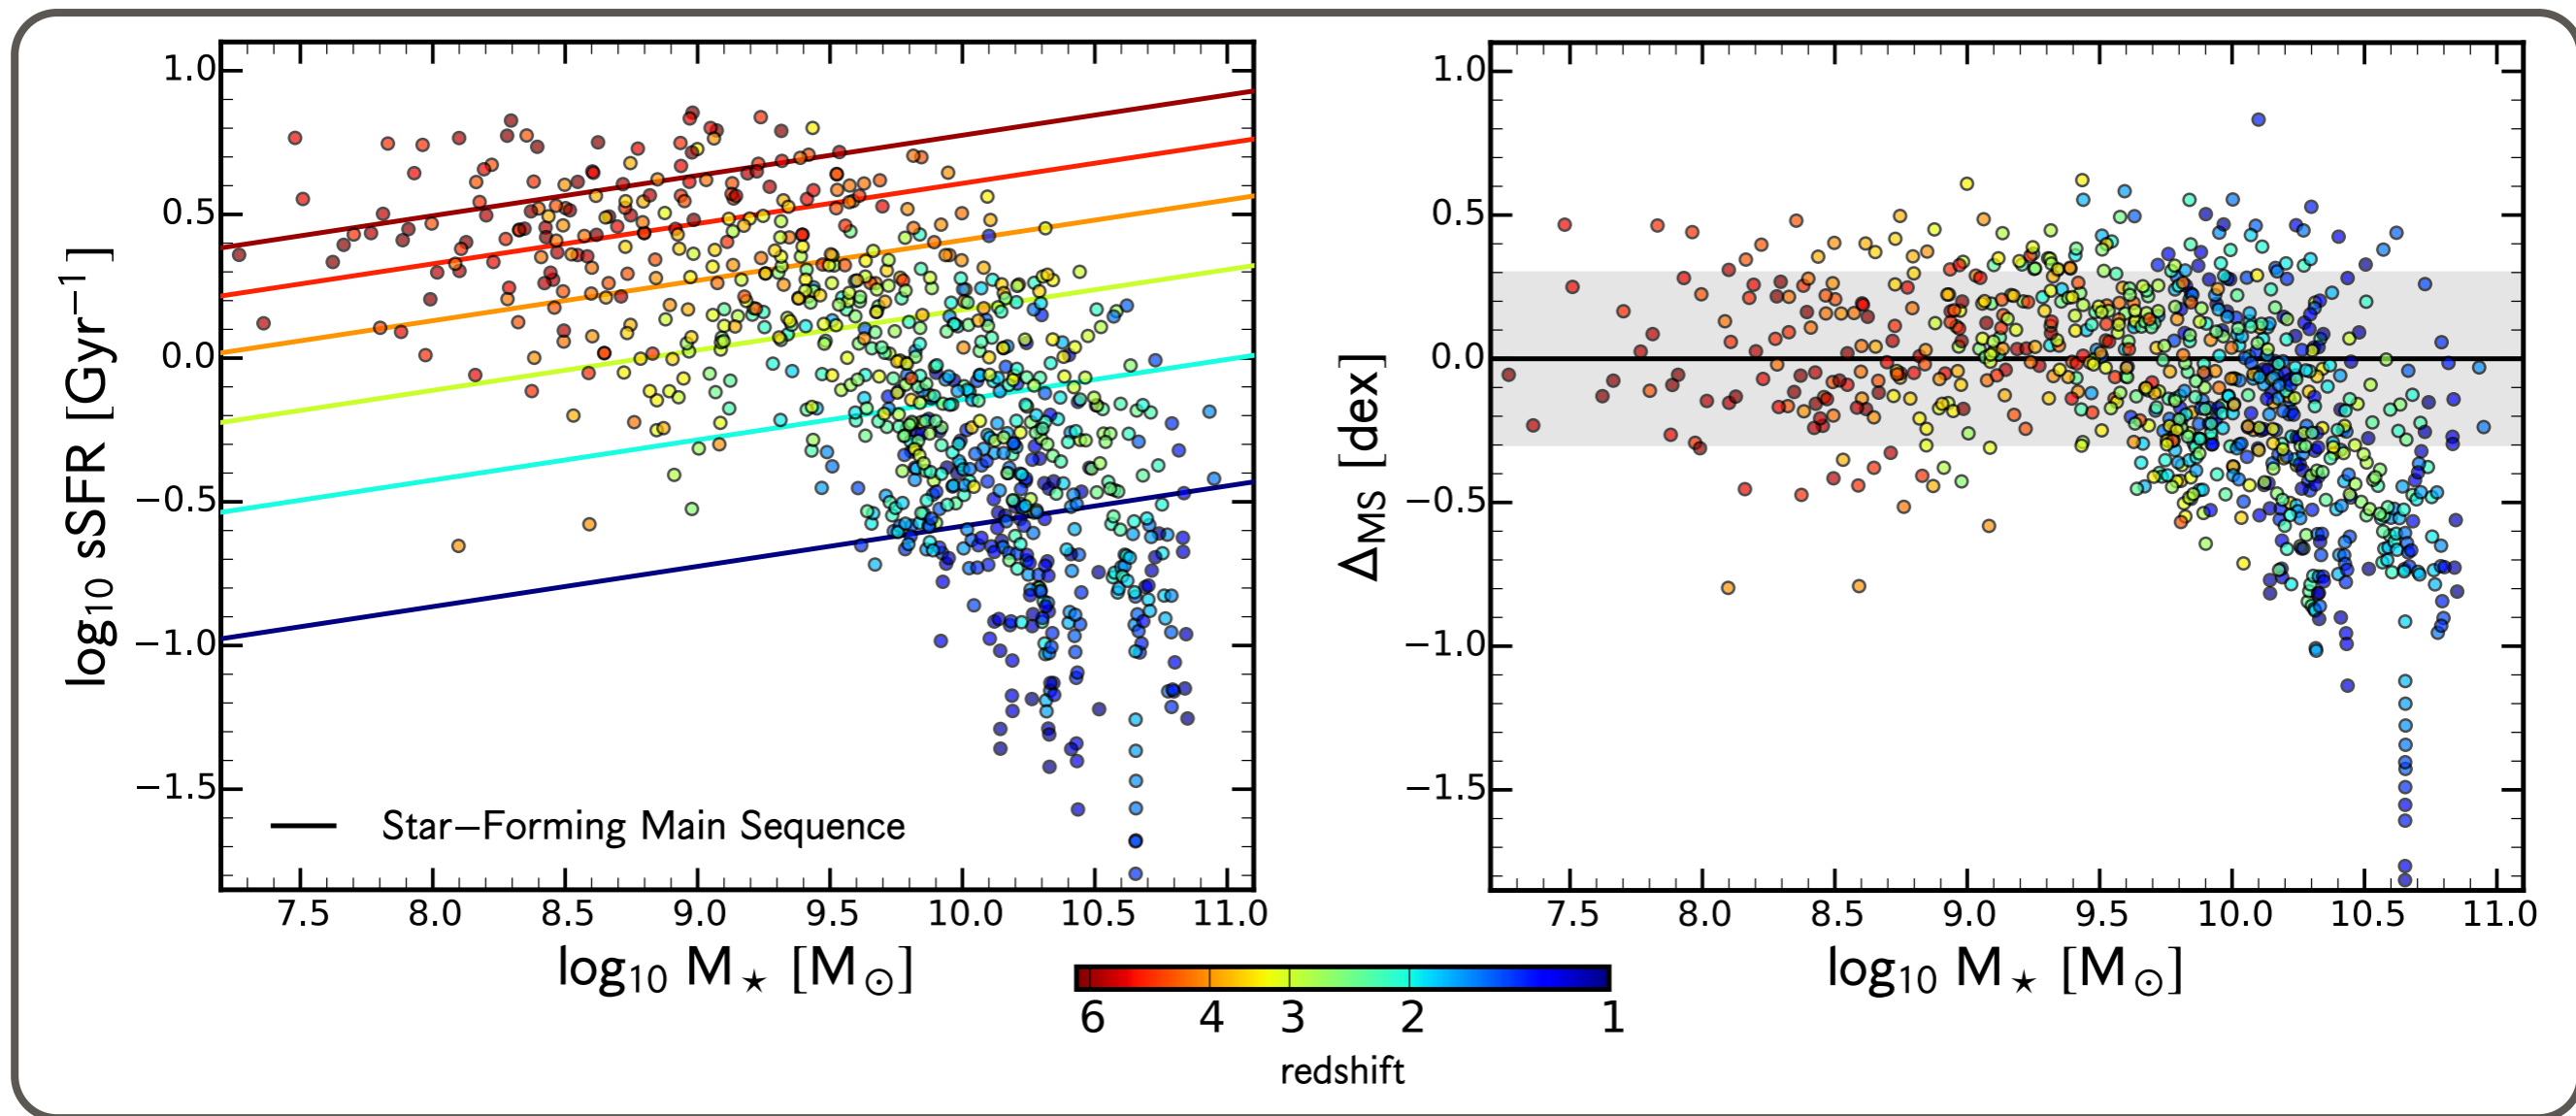 log₁₀ sSFR [Gyr⁻¹]
1.0
0.5
0.0
−0.5
−1.0
−1.5
Star−Forming Main Sequence
7.5 8.0 8.5 9.0 9.5 10.0 10.5 11.0
log₁₀ M⋆ [M⊙]
Δ_MS [dex]
1.0
0.5
0.0
−0.5
−1.0
−1.5
7.5 8.0 8.5 9.0 9.5 10.0 10.5 11.0
log₁₀ M⋆ [M⊙]
6 4 3 2 1
redshift